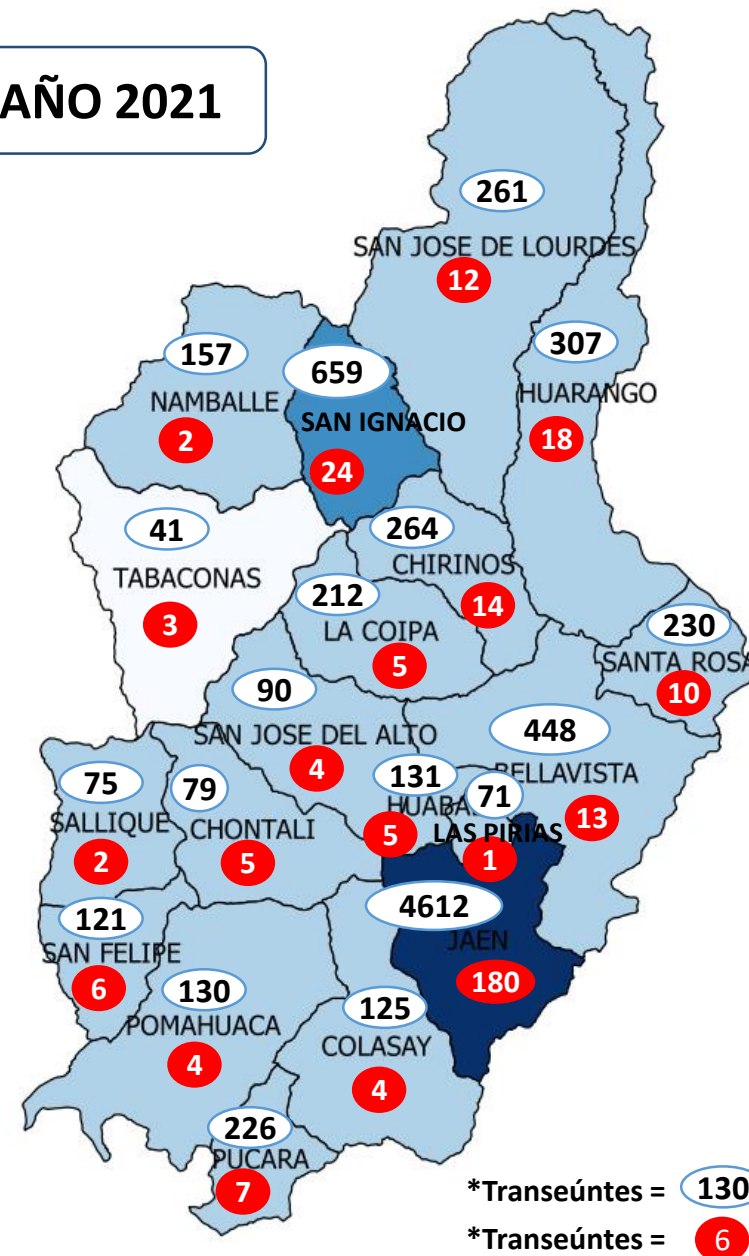 AÑO 2021
261
SAN JOSE DE LOURDES
12
157
NAMBALLE
2
659
SAN IGNACIO
24
307
HUARANGO
18
41
TABACONAS
3
264
CHIRINOS
14
212
LA COIPA
5
230
SANTA ROSA
10
90
SAN JOSE DEL ALTO
4
448
BELLAVISTA
13
131
HUABA
5
71
LAS PIRIAS
1
75
SALLIQUE
2
79
CHONTALI
5
4612
JAEN
180
121
SAN FELIPE
6
130
POMAHUACA
4
125
COLASAY
4
226
PUCARA
7
*Transeúntes = 130
*Transeúntes = 6